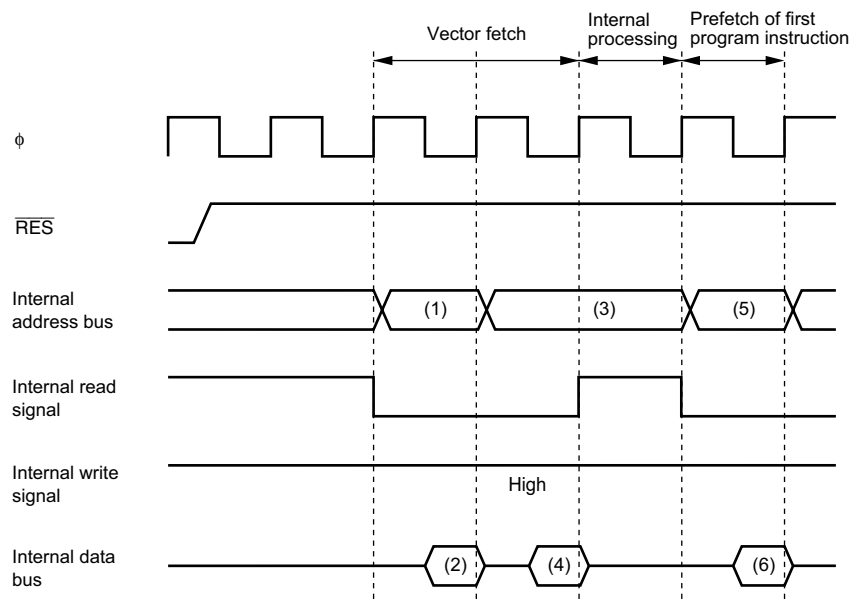 Vector fetch
Internal
processing
Prefetch of first
program instruction
ϕ
RES
Internal
address bus
(1)
(3)
(5)
Internal read
signal
Internal write
signal
High
Internal data
bus
(2)
(4)
(6)